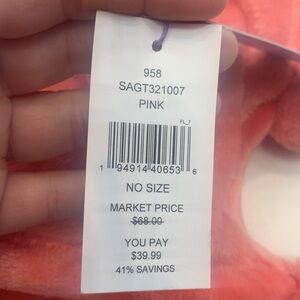 958
SAGT321007
PINK
FL_7
1 94914 40653 6
NO SIZE
MARKET PRICE
$68.00
YOU PAY
$39.99
41% SAVINGS